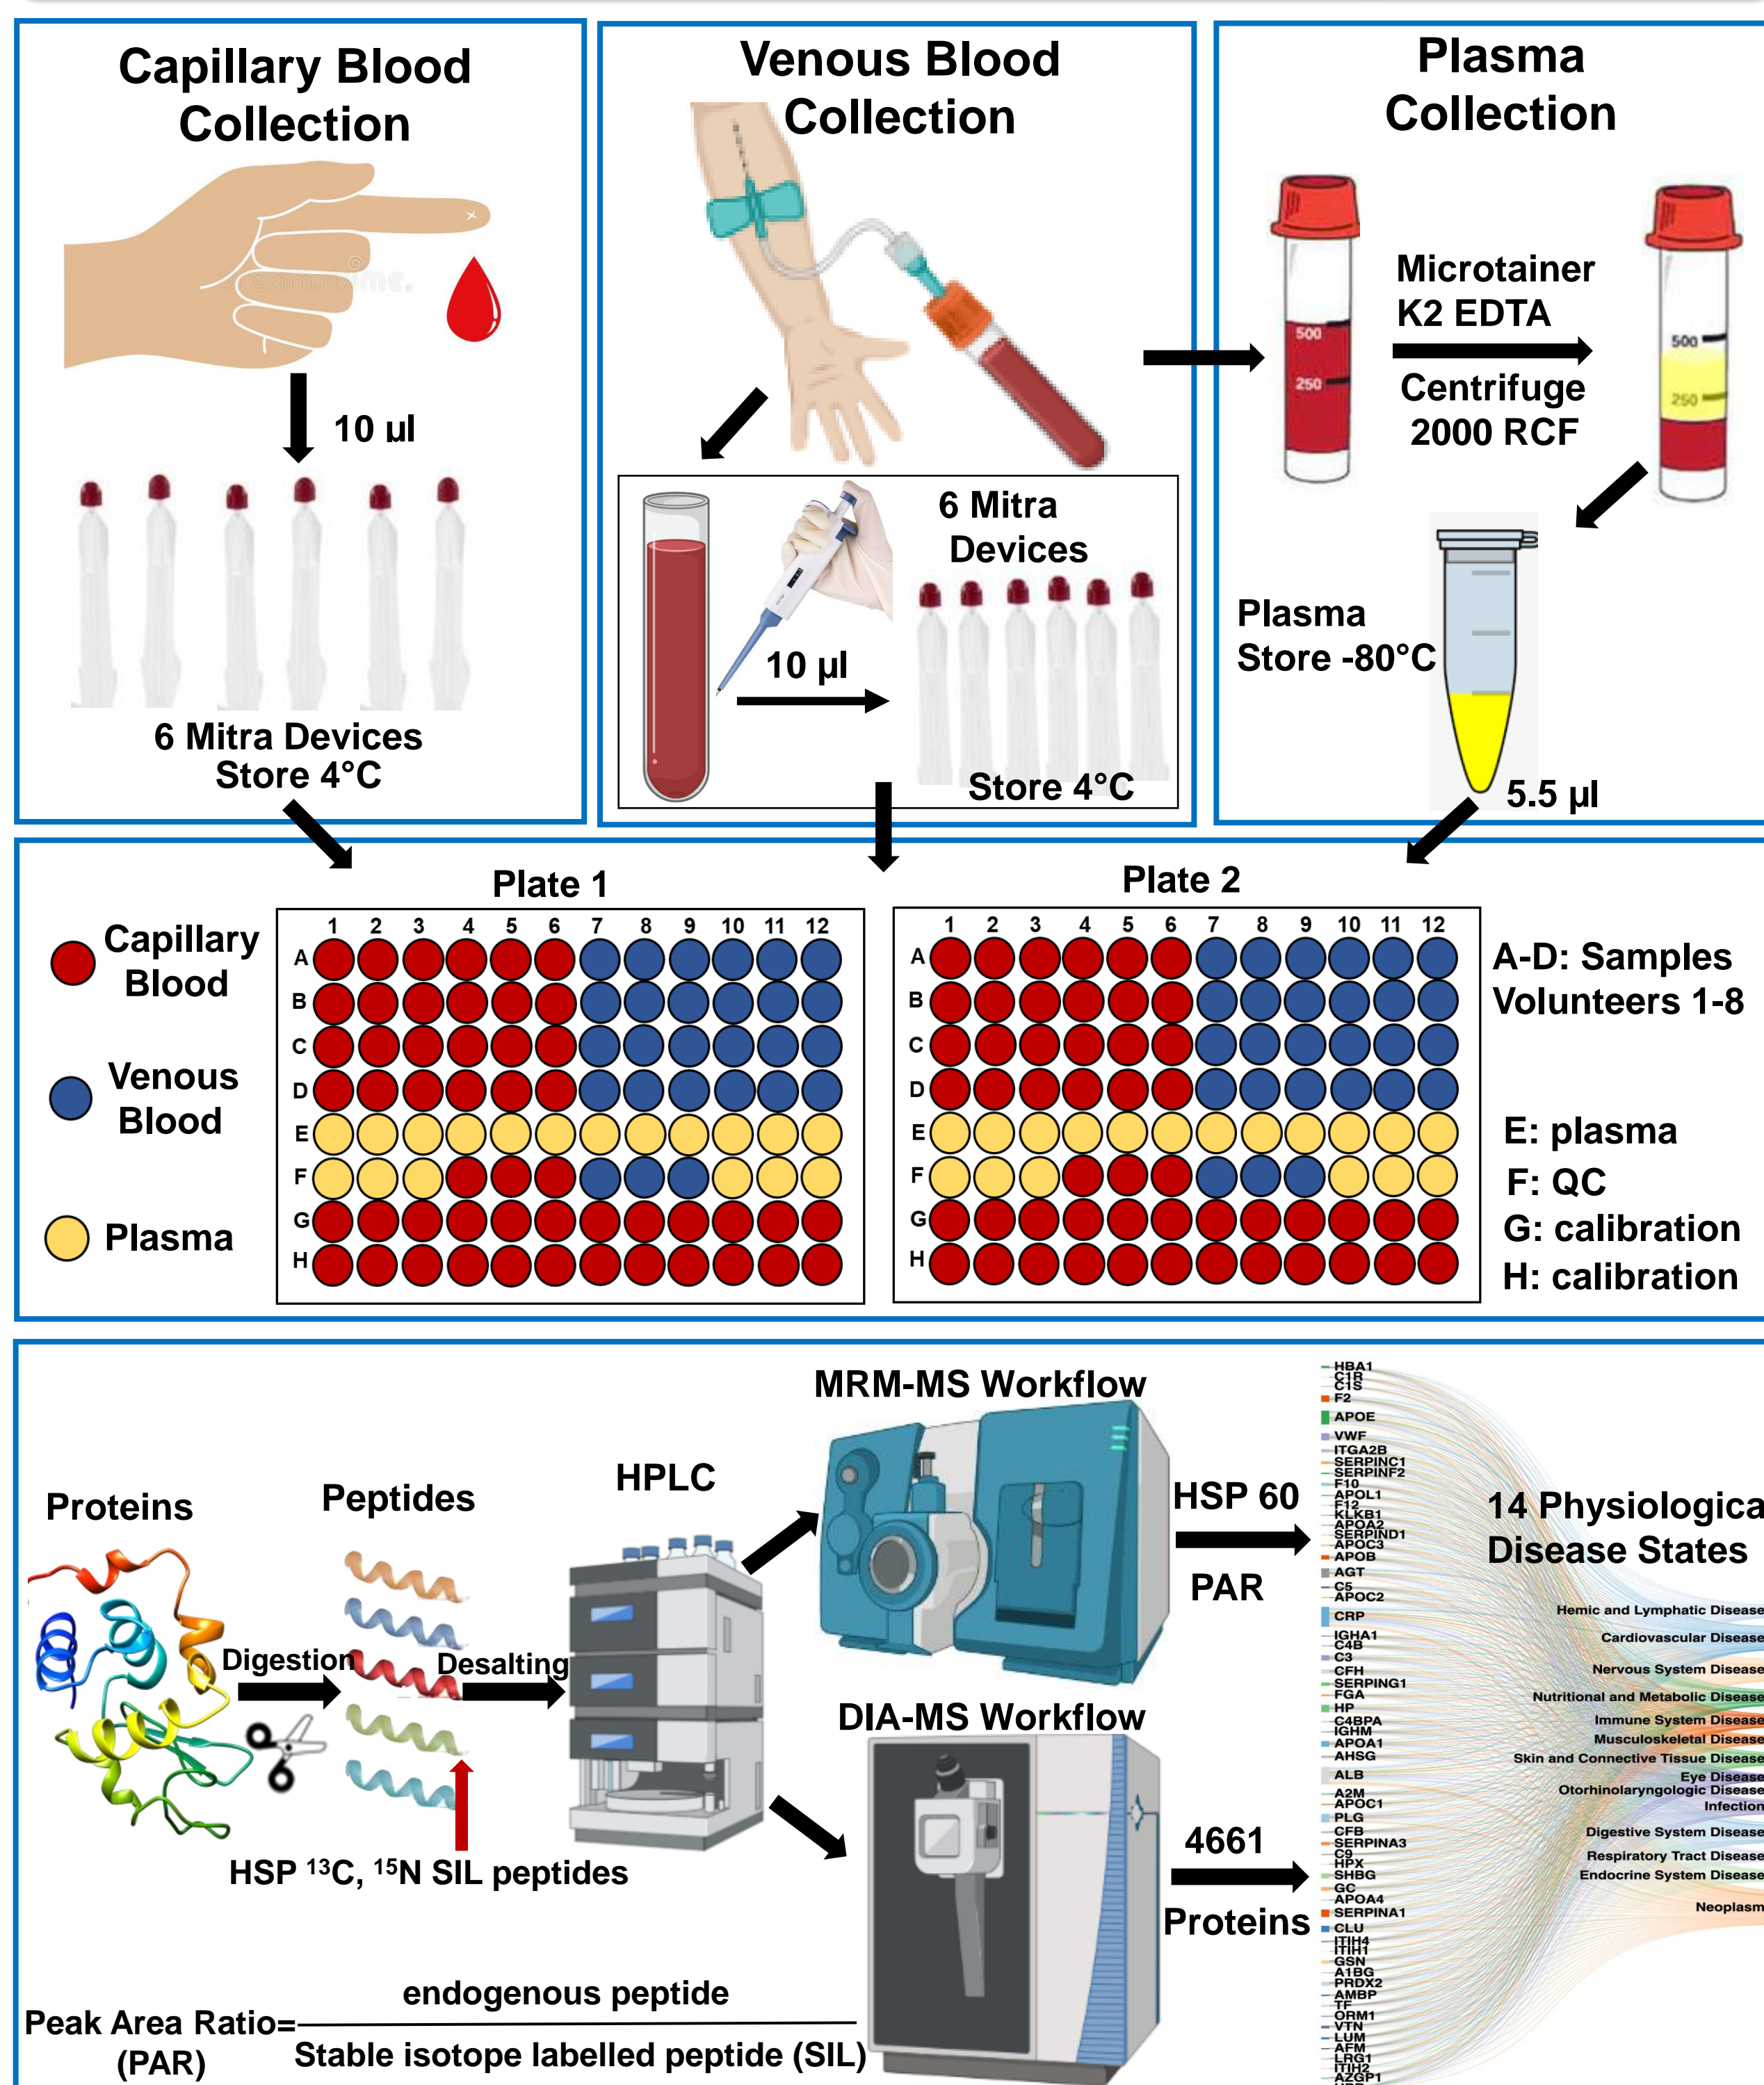 Capillary Blood
Collection
10 µl
6 Mitra Devices
Store 4°C
Venous Blood
Collection
6 Mitra
Devices
10 µl
Store 4°C
Plasma
Collection
500
250
Microtainer
K2 EDTA
Centrifuge
2000 RCF
500
250
Plasma
Store -80°C
5.5 µl
Capillary
Blood
Venous
Blood
Plasma
Plate 1
1 2 3 4 5 6 7 8 9 10 11 12
A
B
C
D
E
F
G
H
Plate 2
1 2 3 4 5 6 7 8 9 10 11 12
A
B
C
D
E
F
G
H
A-D: Samples
Volunteers 1-8
E: plasma
F: QC
G: calibration
H: calibration
Proteins
Digestion
Peptides
Desalting
HSP ¹³C, ¹⁵N SIL peptides
HPLC
MRM-MS Workflow
HSP 60
PAR
DIA-MS Workflow
4661
Proteins
Peak Area Ratio=
(PAR)
endogenous peptide
Stable isotope labelled peptide (SIL)
HBA1
C1R
C1S
F2
APOE
VWF
ITGA2B
SERPINC1
SERPINF2
F10
APOL1
F12
KLKB1
APOA2
SERPIND1
APOC3
APOB
AGT
C5
APOC2
CRP
IGHA1
C4B
C3
CFH
SERPING1
FGA
HP
C4BPA
IGHM
APOA1
AHSG
ALB
A2M
APOC1
PLG
CFB
SERPINA3
C9
HPX
SHBG
GC
APOA4
SERPINA1
CLU
ITIH4
ITIH1
GSN
A1BG
PRDX2
AMBP
TF
ORM1
VTN
LUM
AFM
LRG1
ITIH2
AZGP1
14 Physiologica
Disease States
Hemic and Lymphatic Disease
Cardiovascular Disease
Nervous System Disease
Nutritional and Metabolic Disease
Immune System Disease
Musculoskeletal Disease
Skin and Connective Tissue Disease
Eye Disease
Otorhinolaryngologic Disease
Infection
Digestive System Disease
Respiratory Tract Disease
Endocrine System Disease
Neoplasm